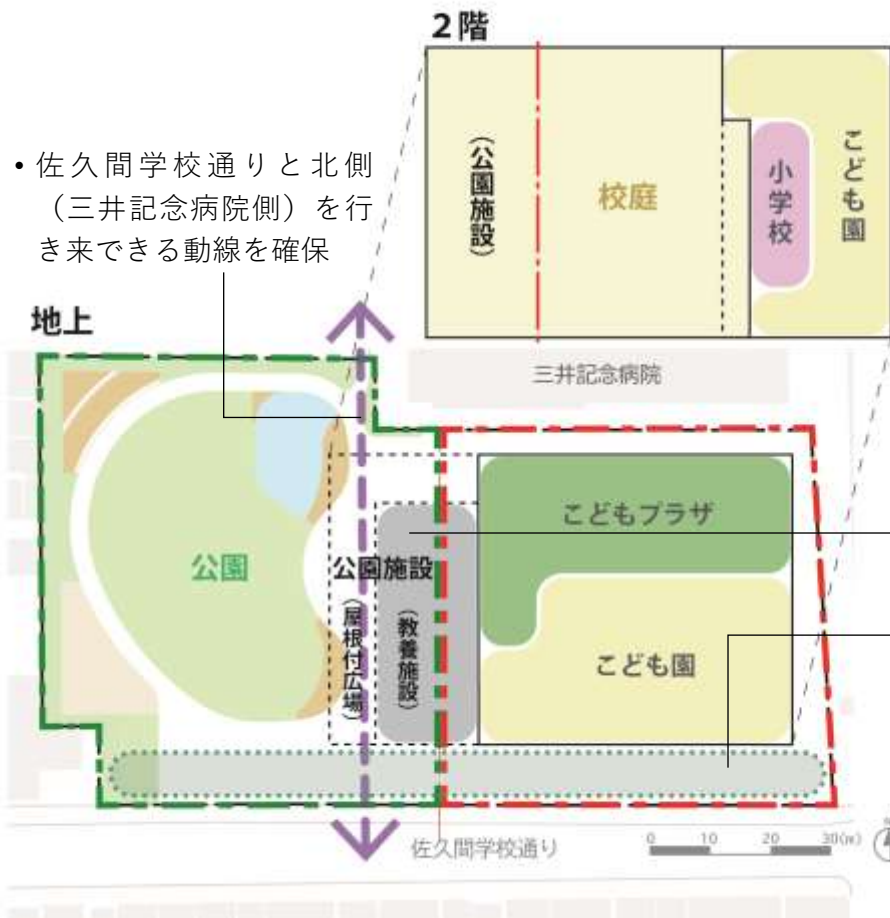 2階
• 佐久間学校通りと北側
（三井記念病院側）を行
き来できる動線を確保
（公園施設）
校庭
小学校
こども園
地上
三井記念病院
こどもプラザ
公園
公園施設
（屋根付広場）
（教養施設）
こども園
佐久間学校通り
0 10 20 30(m)